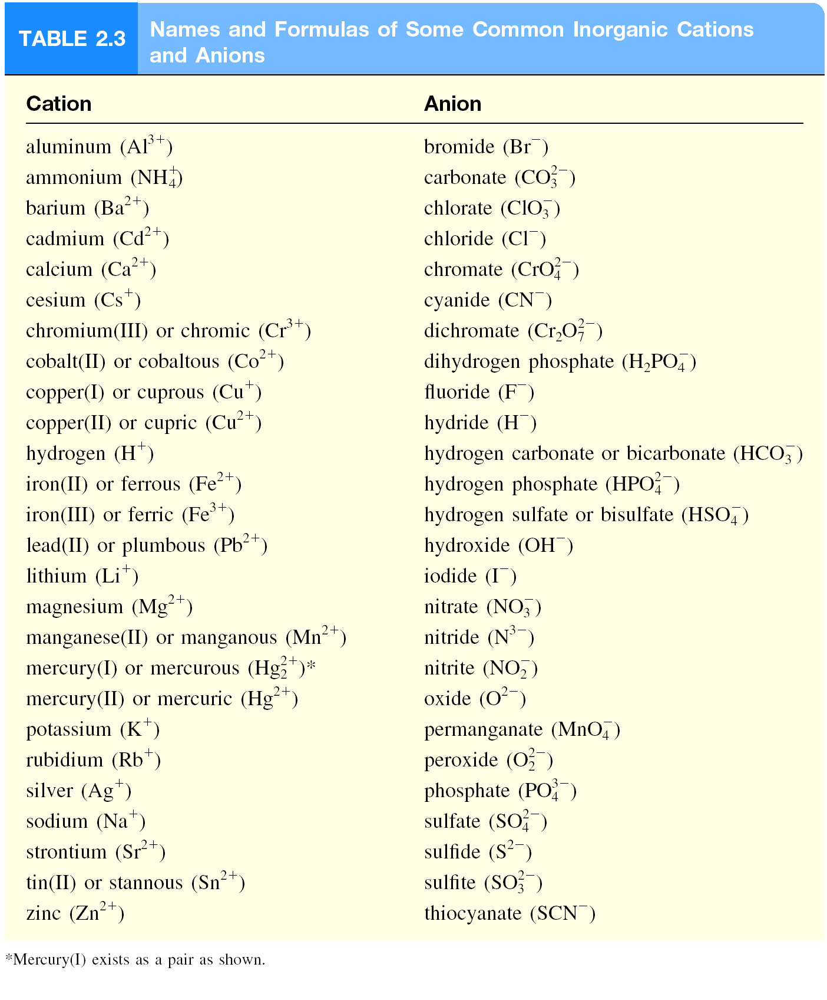 TABLE 2.3 Names and Formulas of Some Common Inorganic Cations
and Anions
Cation Anion
aluminum (Al³⁺) bromide (Br⁻)
ammonium (NH₄⁺) carbonate (CO₃²⁻)
barium (Ba²⁺) chlorate (ClO₃⁻)
cadmium (Cd²⁺) chloride (Cl⁻)
calcium (Ca²⁺) chromate (CrO₄²⁻)
cesium (Cs⁺) cyanide (CN⁻)
chromium(III) or chromic (Cr³⁺) dichromate (Cr₂O₇²⁻)
cobalt(II) or cobaltous (Co²⁺) dihydrogen phosphate (H₂PO₄⁻)
copper(I) or cuprous (Cu⁺) fluoride (F⁻)
copper(II) or cupric (Cu²⁺) hydride (H⁻)
hydrogen (H⁺) hydrogen carbonate or bicarbonate (HCO₃⁻)
iron(II) or ferrous (Fe²⁺) hydrogen phosphate (HPO₄²⁻)
iron(III) or ferric (Fe³⁺) hydrogen sulfate or bisulfate (HSO₄⁻)
lead(II) or plumbous (Pb²⁺) hydroxide (OH⁻)
lithium (Li⁺) iodide (I⁻)
magnesium (Mg²⁺) nitrate (NO₃⁻)
manganese(II) or manganous (Mn²⁺) nitride (N³⁻)
mercury(I) or mercurous (Hg₂²⁺)* nitrite (NO₂⁻)
mercury(II) or mercuric (Hg²⁺) oxide (O²⁻)
potassium (K⁺) permanganate (MnO₄⁻)
rubidium (Rb⁺) peroxide (O₂²⁻)
silver (Ag⁺) phosphate (PO₄³⁻)
sodium (Na⁺) sulfate (SO₄²⁻)
strontium (Sr²⁺) sulfide (S²⁻)
tin(II) or stannous (Sn²⁺) sulfite (SO₃²⁻)
zinc (Zn²⁺) thiocyanate (SCN⁻)
*Mercury(I) exists as a pair as shown.